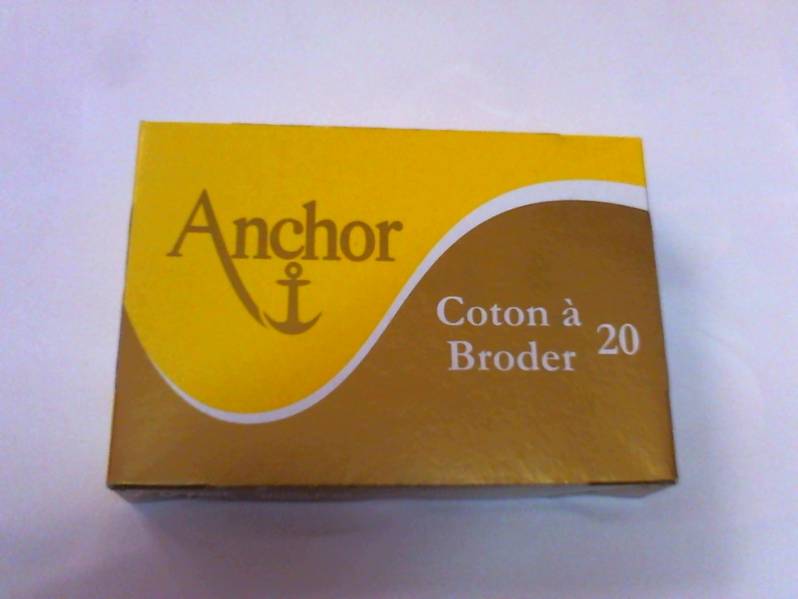 Anchor
Coton à
Broder 20